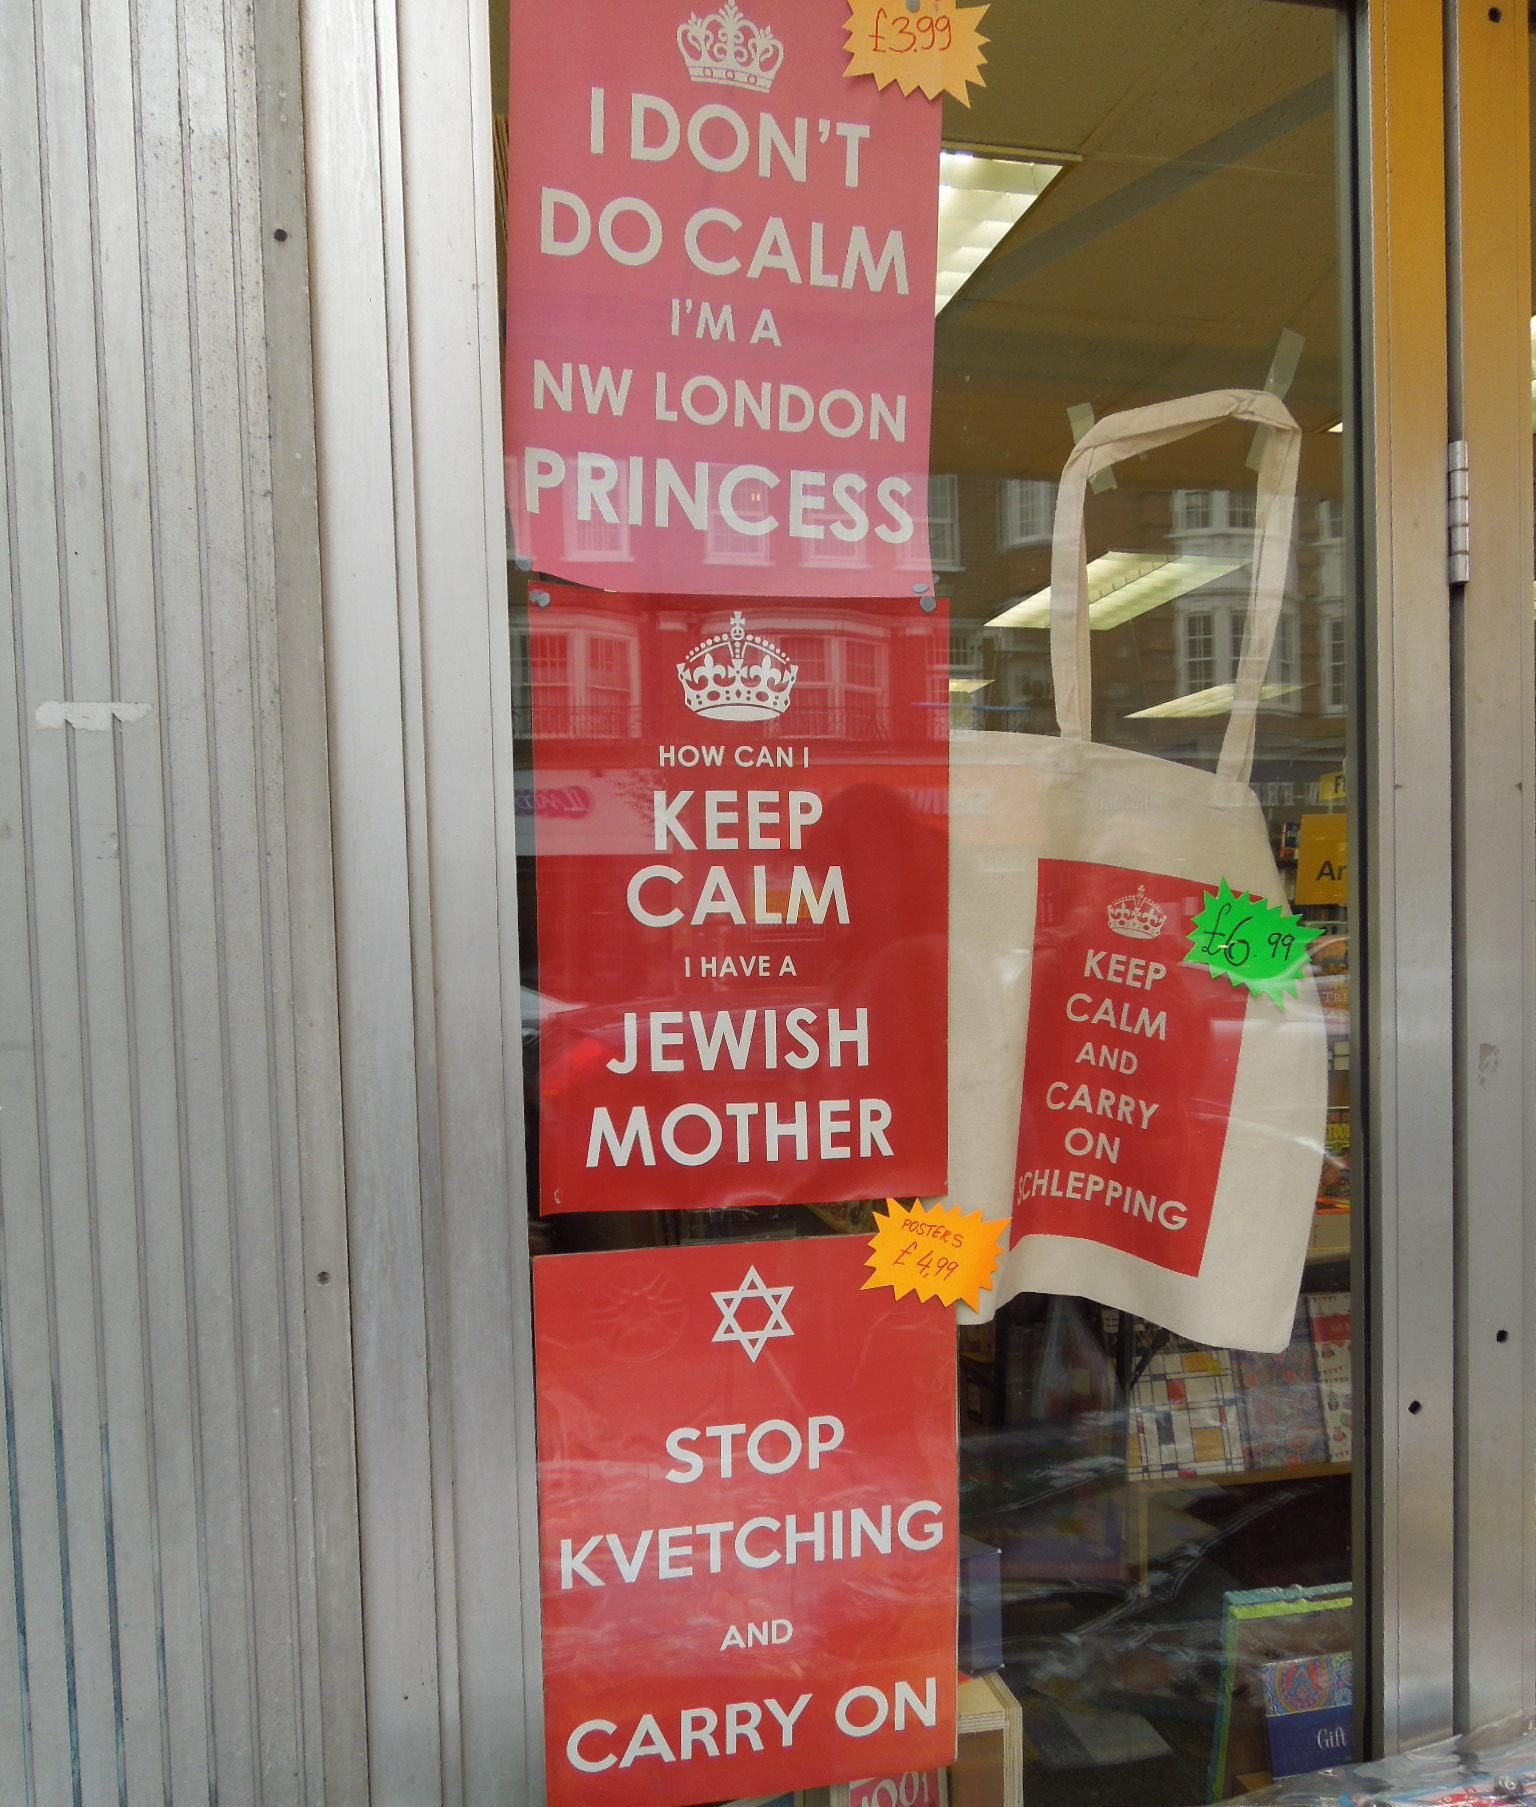 £3.99
I DON'T
DO CALM
I'M A
NW LONDON
PRINCESS
HOW CAN I
KEEP
CALM
I HAVE A
JEWISH
MOTHER
POSTERS
£4.99
STOP
KVETCHING
AND
CARRY ON
£6.99
KEEP
CALM
AND
CARRY
ON
SCHLEPPING
Gift